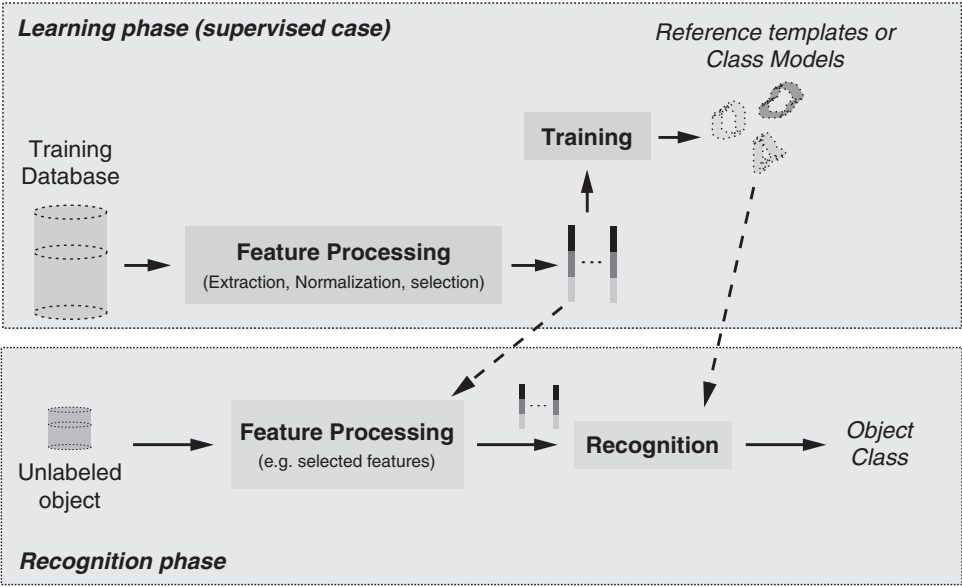 Learning phase (supervised case)
Reference templates or
Class Models
Training
Training
Database
Feature Processing
(Extraction, Normalization, selection)
...
...
Feature Processing
(e.g. selected features)
Recognition
Object
Class
Unlabeled
object
Recognition phase